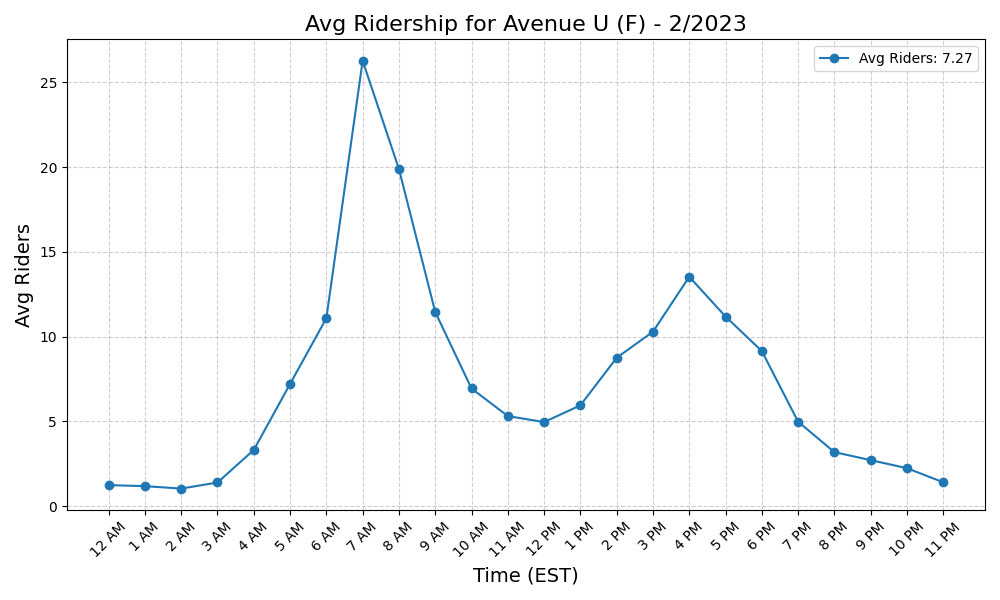 Avg Ridership for Avenue U (F) - 2/2023
Avg Riders: 7.27
Avg Riders
25
20
15
10
5
0
12 AM
1 AM
2 AM
3 AM
4 AM
5 AM
6 AM
7 AM
8 AM
9 AM
10 AM
11 AM
12 PM
1 PM
2 PM
3 PM
4 PM
5 PM
6 PM
7 PM
8 PM
9 PM
10 PM
11 PM
Time (EST)